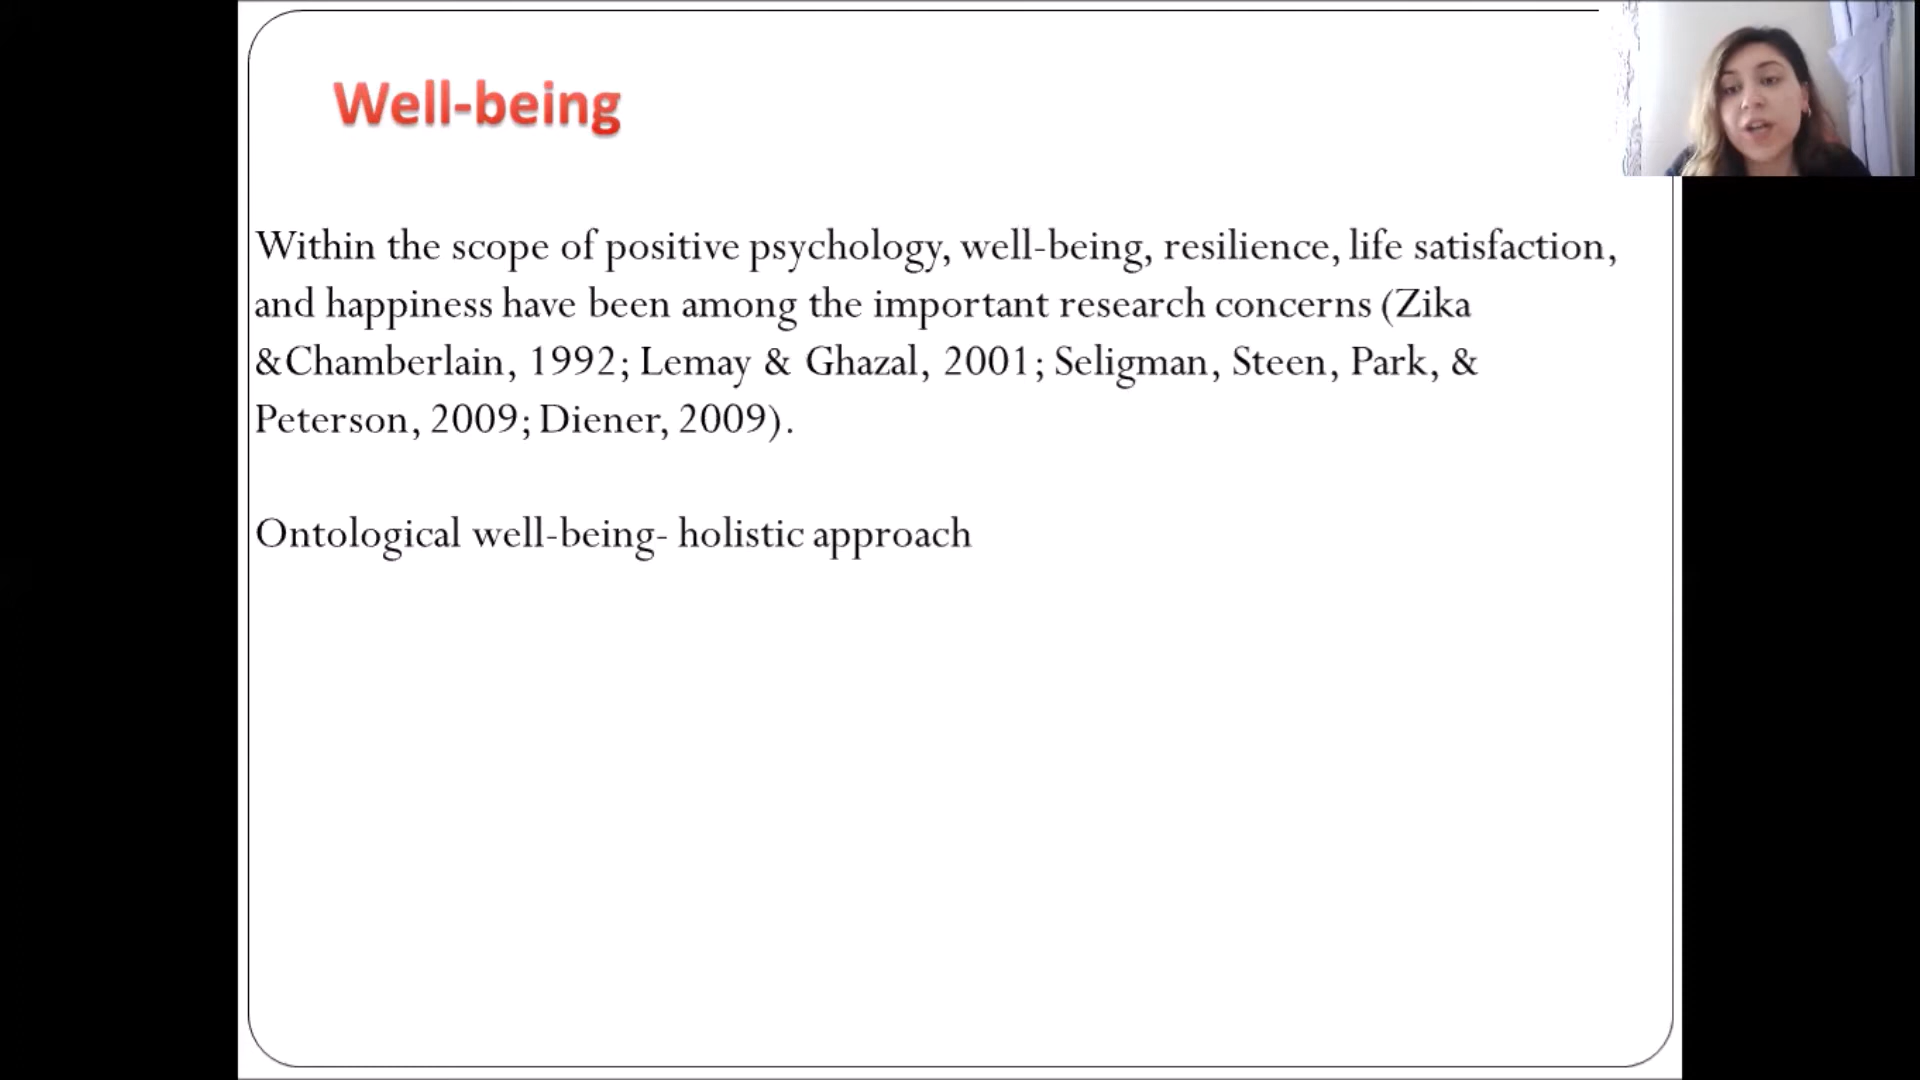 Well-being
Within the scope of positive psychology, well-being, resilience, life satisfaction,
and happiness have been among the important research concerns (Zika
&Chamberlain, 1992; Lemay & Ghazal, 2001; Seligman, Steen, Park, &
Peterson, 2009; Diener, 2009).
Ontological well-being- holistic approach